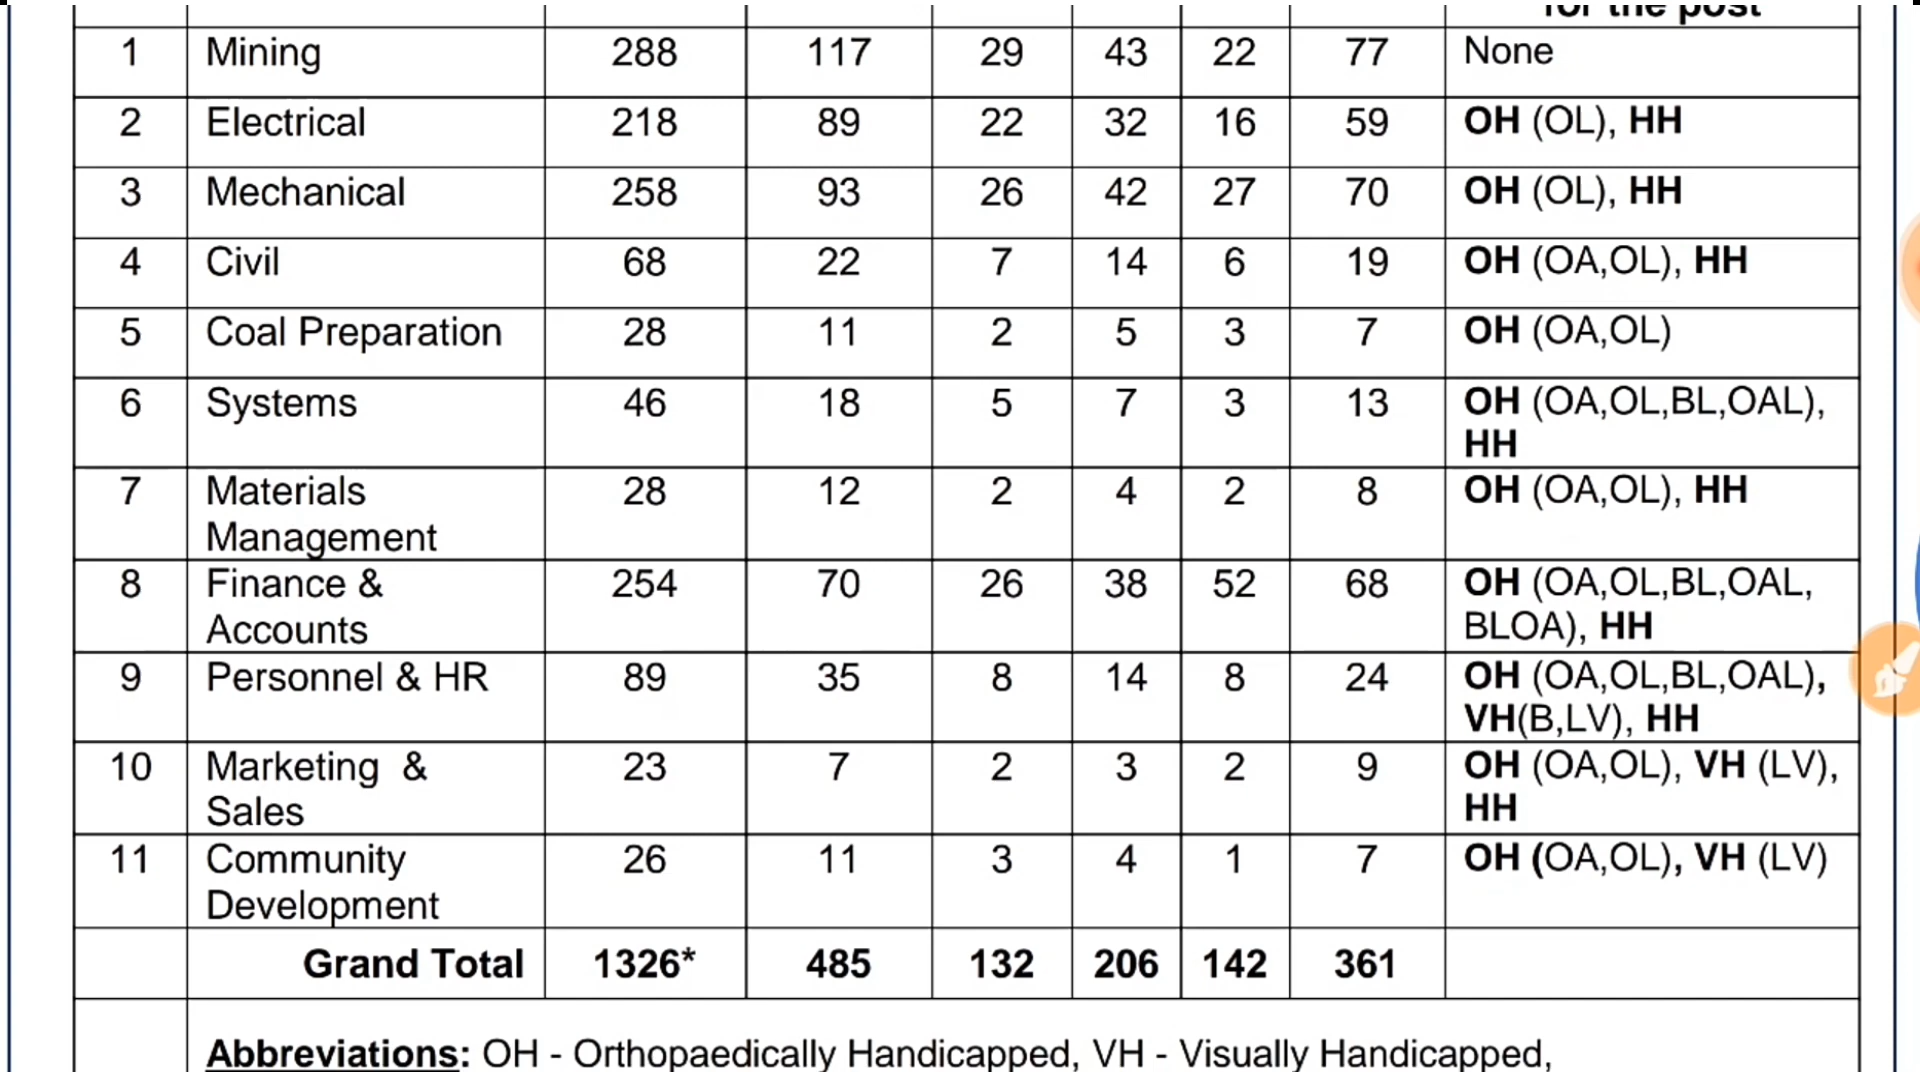 for the post
1 Mining 288 117 29 43 22 77 None
2 Electrical 218 89 22 32 16 59 OH (OL), HH
3 Mechanical 258 93 26 42 27 70 OH (OL), HH
4 Civil 68 22 7 14 6 19 OH (OA,OL), HH
5 Coal Preparation 28 11 2 5 3 7 OH (OA,OL)
6 Systems 46 18 5 7 3 13 OH (OA,OL,BL,OAL),
HH
7 Materials 28 12 2 4 2 8 OH (OA,OL), HH
Management
8 Finance & 254 70 26 38 52 68 OH (OA,OL,BL,OAL,
Accounts BLOA), HH
9 Personnel & HR 89 35 8 14 8 24 OH (OA,OL,BL,OAL),
VH(B,LV), HH
10 Marketing & 23 7 2 3 2 9 OH (OA,OL), VH (LV),
Sales HH
11 Community 26 11 3 4 1 7 OH (OA,OL), VH (LV)
Development
Grand Total 1326* 485 132 206 142 361
Abbreviations: OH - Orthopaedically Handicapped, VH - Visually Handicapped,